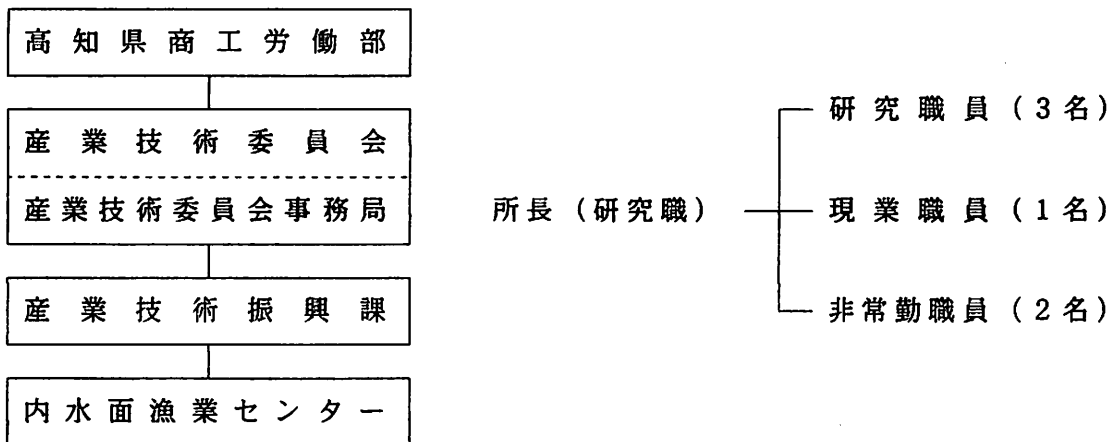 高知県商工労働部
産業技術委員会
産業技術委員会事務局
産業技術振興課
内水面漁業センター
所長（研究職）
研究職員（3名）
現業職員（1名）
非常勤職員（2名）